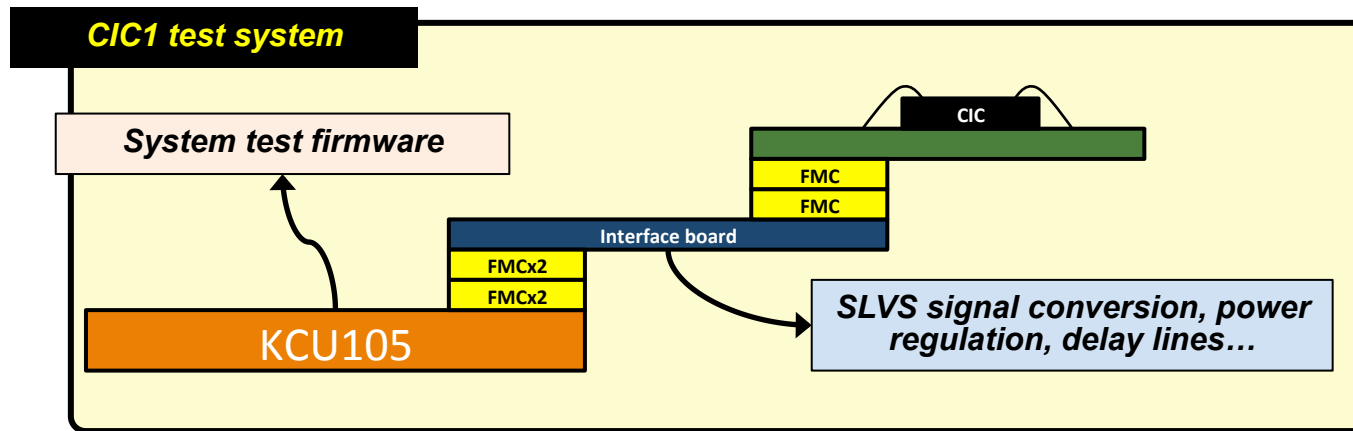 CIC1 test system
System test firmware
CIC
FMC
FMC
Interface board
FMCx2
FMCx2
KCU105
SLVS signal conversion, power
regulation, delay lines…